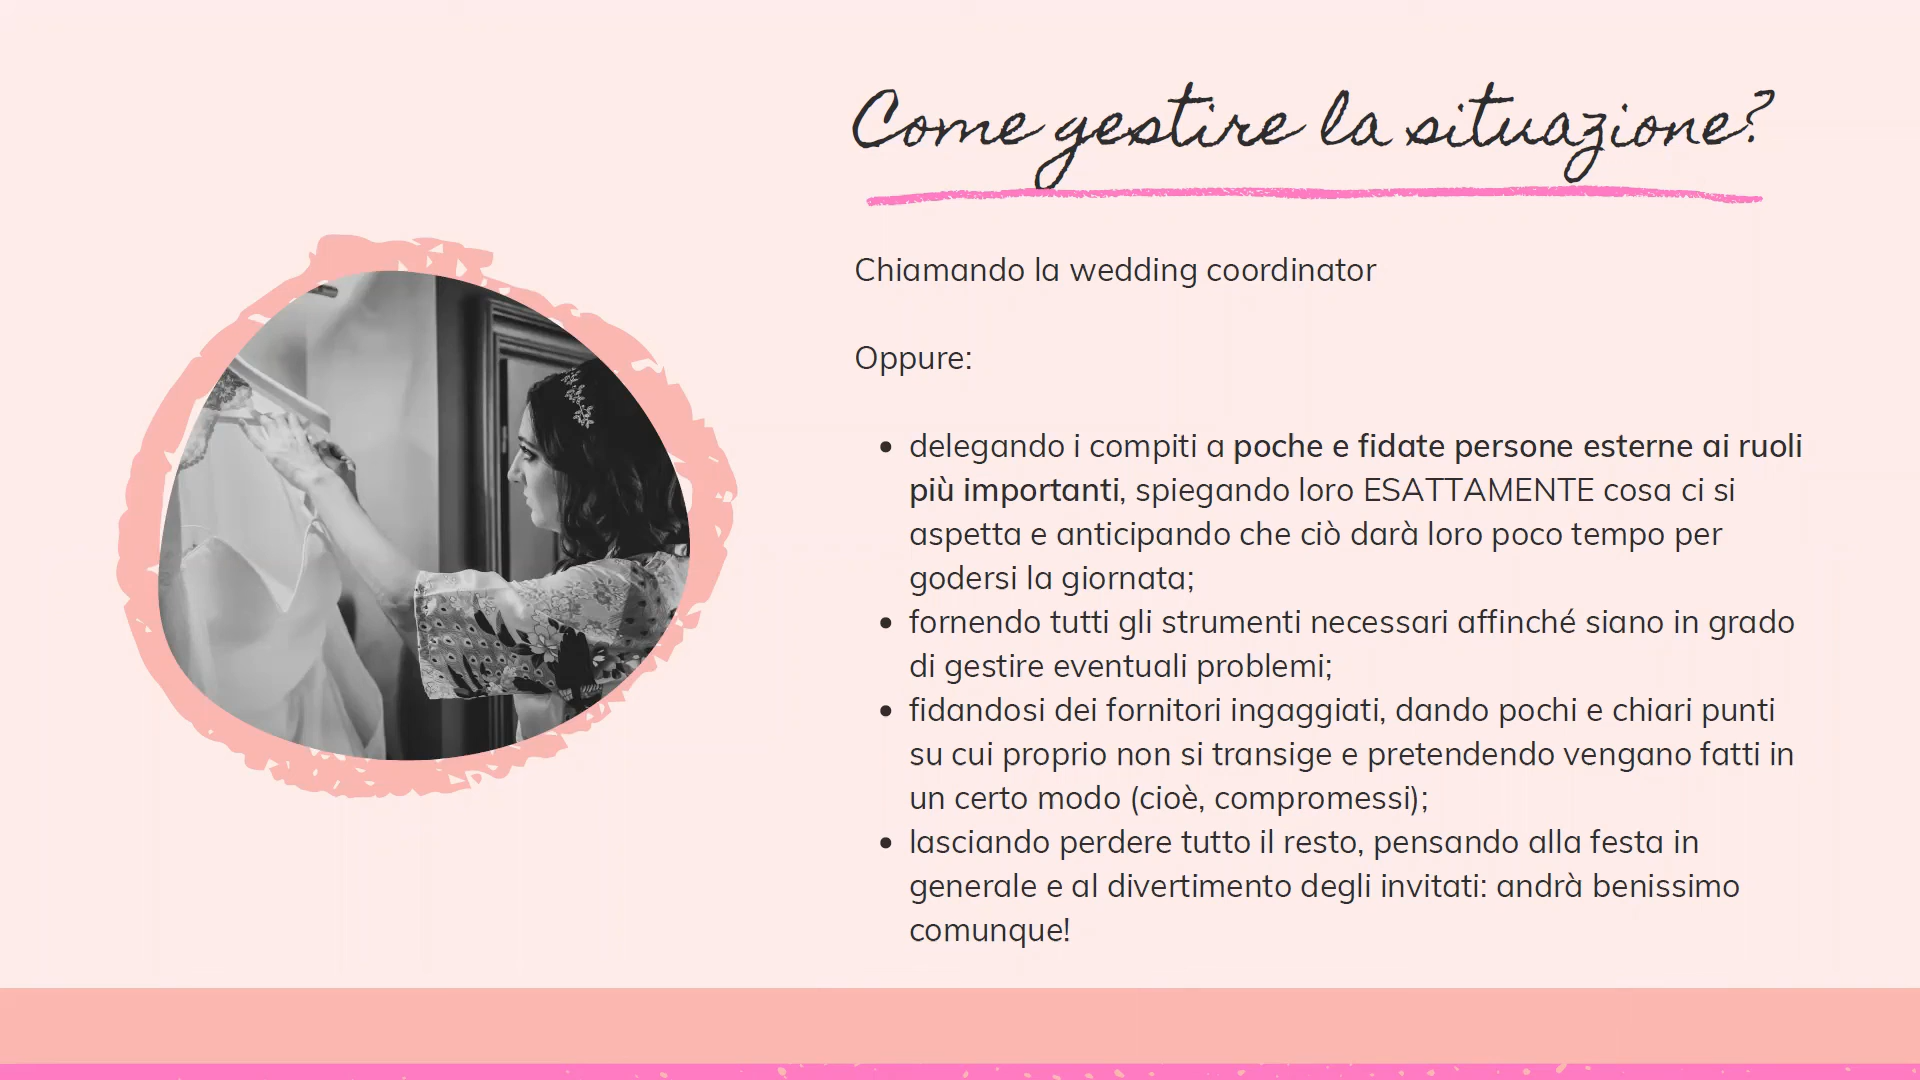 Come gestire la situazione?
Chiamando la wedding coordinator
Oppure:
• delegando i compiti a poche e fidate persone esterne ai ruoli
più importanti, spiegando loro ESATTAMENTE cosa ci si
aspetta e anticipando che ciò darà loro poco tempo per
godersi la giornata;
• fornendo tutti gli strumenti necessari affinché siano in grado
di gestire eventuali problemi;
• fidandosi dei fornitori ingaggiati, dando pochi e chiari punti
su cui proprio non si transige e pretendendo vengano fatti in
un certo modo (cioè, compromessi);
• lasciando perdere tutto il resto, pensando alla festa in
generale e al divertimento degli invitati: andrà benissimo
comunque!